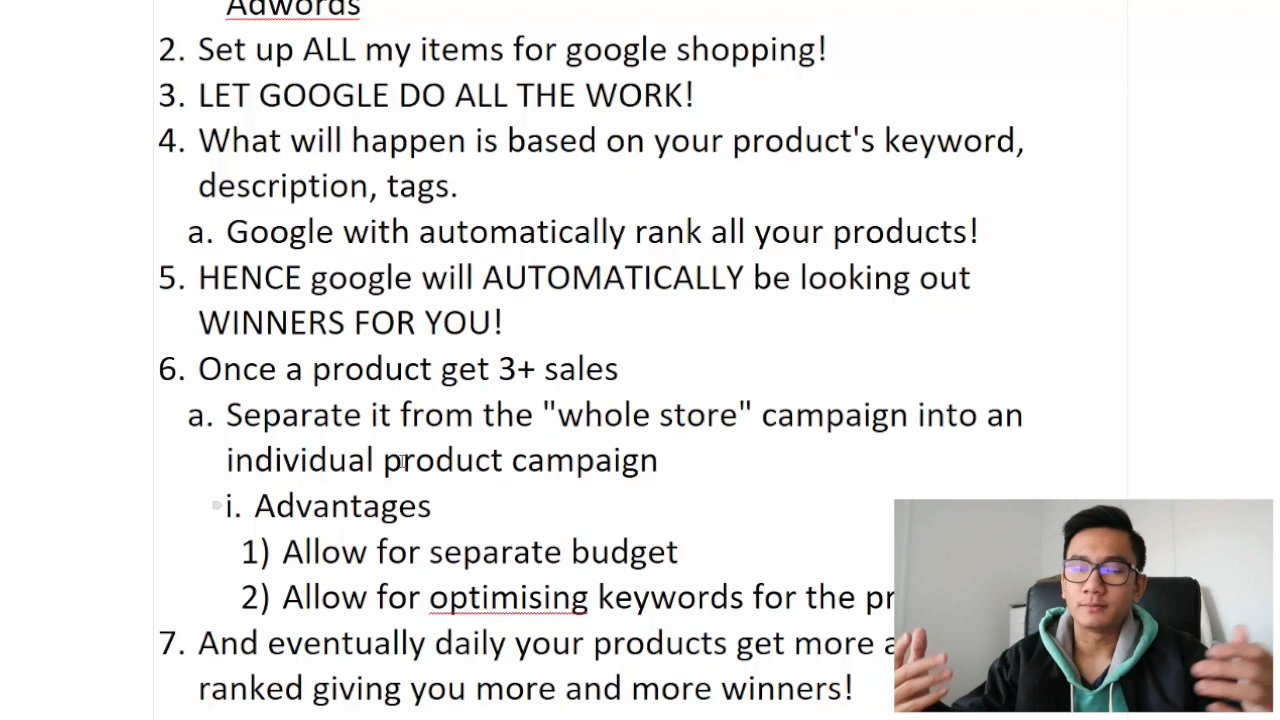 Adwords
2. Set up ALL my items for google shopping!
3. LET GOOGLE DO ALL THE WORK!
4. What will happen is based on your product's keyword,
description, tags.
a. Google with automatically rank all your products!
5. HENCE google will AUTOMATICALLY be looking out
WINNERS FOR YOU!
6. Once a product get 3+ sales
a. Separate it from the "whole store" campaign into an
individual product campaign
i. Advantages
1) Allow for separate budget
2) Allow for optimising keywords for the
7. And eventually daily your products get more
ranked giving you more and more winners!